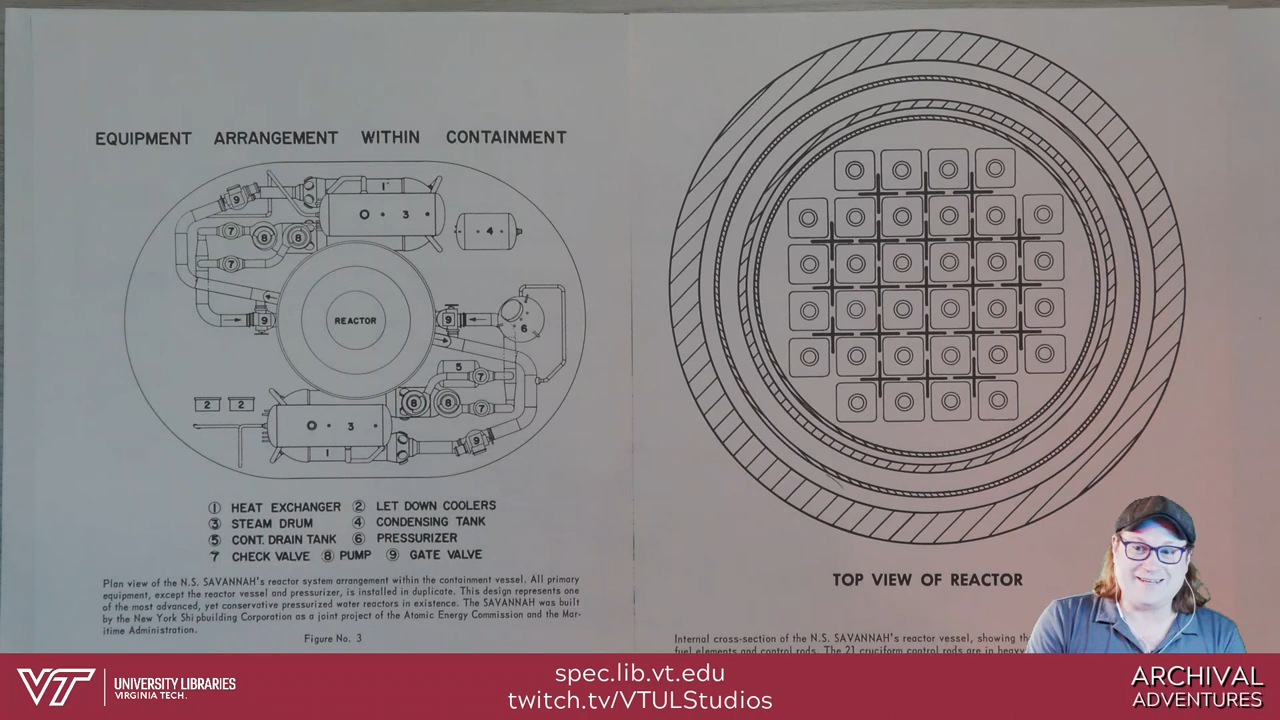 EQUIPMENT ARRANGEMENT WITHIN CONTAINMENT
9
1
7
8
8
3
4
7
REACTOR
9
9
6
5
7
2
2
8
8
7
3
9
1
① HEAT EXCHANGER ② LET DOWN COOLERS
③ STEAM DRUM ④ CONDENSING TANK
⑤ CONT. DRAIN TANK ⑥ PRESSURIZER
7 CHECK VALVE ⑧ PUMP ⑨ GATE VALVE
Plan view of the N.S. SAVANNAH's reactor system arrangement within the containment vessel. All primary
equipment, except the reactor vessel and pressurizer, is installed in duplicate. This design represents one
of the most advanced, yet conservative pressurized water reactors in existence. The SAVANNAH was built
by the New York Shipbuilding Corporation as a joint project of the Atomic Energy Commission and the Mar-
itime Administration.
Figure No. 3
TOP VIEW OF REACTOR
Internal cross-section of the N.S. SAVANNAH's reactor vessel, showing
fuel elements and control rods. The 21 cruciform control rods are in
VT UNIVERSITY LIBRARIES
VIRGINIA TECH.
spec.lib.vt.edu
twitch.tv/VTULStudios
ARCHIVAL
ADVENTURES